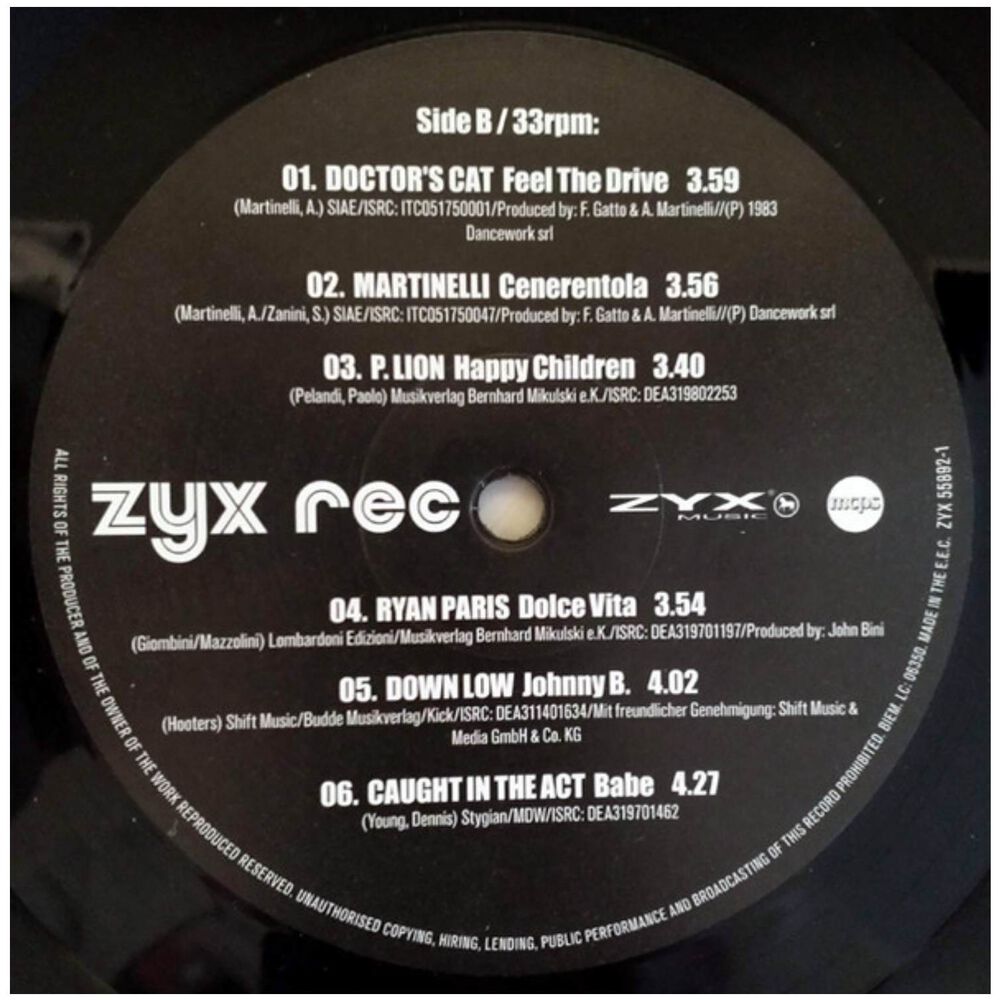 Side B / 33rpm:
01. DOCTOR'S CAT Feel The Drive 3.59
(Martinelli, A.) SIAE/ISRC: ITC051750001/Produced by: F. Gatto & A. Martinelli//(P) 1983
Dancework srl
02. MARTINELLI Cenerentola 3.56
(Martinelli, A./Zanini, S.) SIAE/ISRC: ITC051750047/Produced by: F. Gatto & A. Martinelli//(P) Dancework srl
03. P. LION Happy Children 3.40
(Pelandi, Paolo) Musikverlag Bernhard Mikulski e.K./ISRC: DEA319802253
zyx rec
ZYX
MUSIC
mcps
04. RYAN PARIS Dolce Vita 3.54
(Giombini/Mazzolini) Lombardoni Edizioni/Musikverlag Bernhard Mikulski e.K./ISRC: DEA319701197/Produced by: John Bini
05. DOWN LOW Johnny B. 4.02
(Hooters) Shift Music/Budde Musikverlag/Kick/ISRC: DEA311401634/Mit freundlicher Genehmigung: Shift Music &
Media GmbH & Co. KG
06. CAUGHT IN THE ACT Babe 4.27
(Young, Dennis) Stygian/MDW/ISRC: DEA319701462
ALL RIGHTS OF THE PRODUCER AND OF THE OWNER OF THE WORK REPRODUCED RESERVED. UNAUTHORISED COPYING, HIRING, LENDING, PUBLIC PERFORMANCE AND BROADCASTING OF THIS RECORD PROHIBITED. BIEM. LC: 06350. MADE IN THE E.E.C. ZYX 55892-1